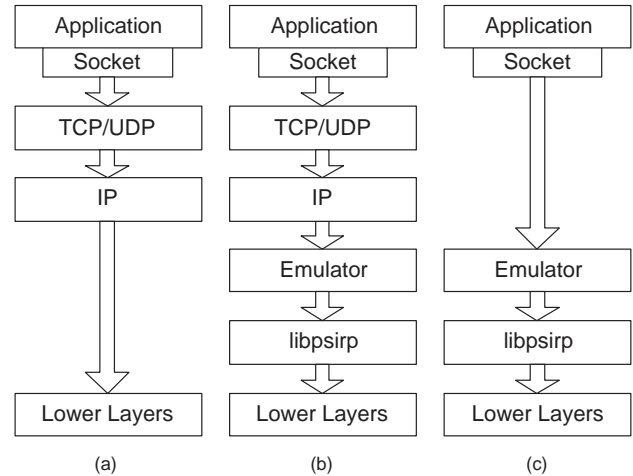 Application
Socket
TCP/UDP
IP
Lower Layers
(a)
Application
Socket
TCP/UDP
IP
Emulator
libpsirp
Lower Layers
(b)
Application
Socket
Emulator
libpsirp
Lower Layers
(c)